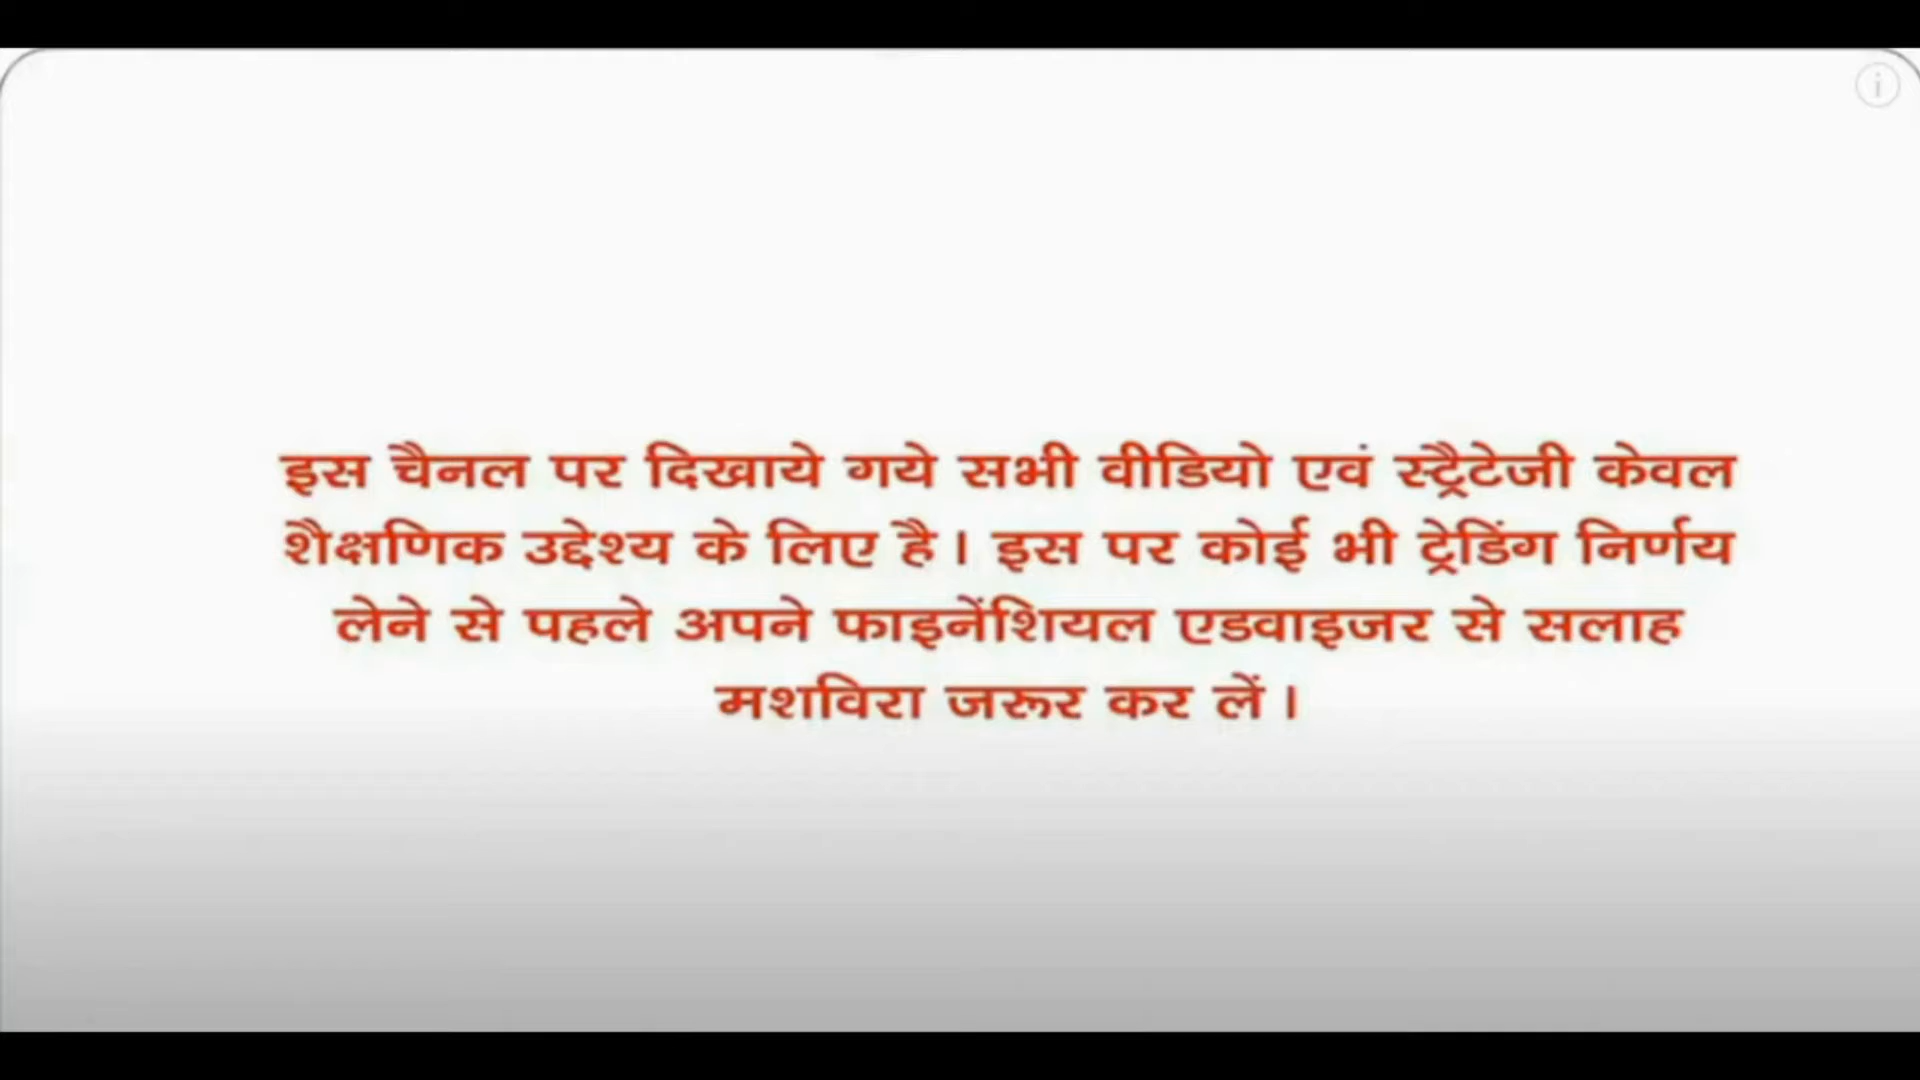 इस चैनल पर दिखाये गये सभी वीडियो एवं स्ट्रैटेजी केवल
शैक्षणिक उद्देश्य के लिए है। इस पर कोई भी ट्रेडिंग निर्णय
लेने से पहले अपने फाइनेंशियल एडवाइजर से सलाह
मशविरा जरूर कर लें।